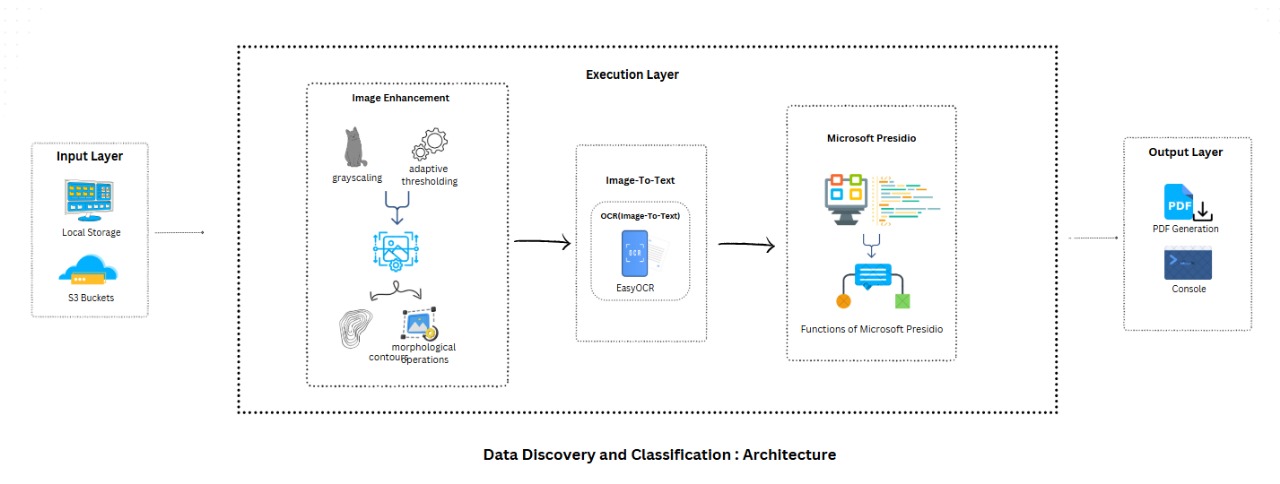 Execution Layer
Image Enhancement
grayscaling
adaptive
thresholding
contours
morphological
operations
Input Layer
Local Storage
S3 Buckets
Image-To-Text
OCR(Image-To-Text)
OCR
EasyOCR
Microsoft Presidio
Functions of Microsoft Presidio
Output Layer
PDF
PDF Generation
Console
Data Discovery and Classification : Architecture